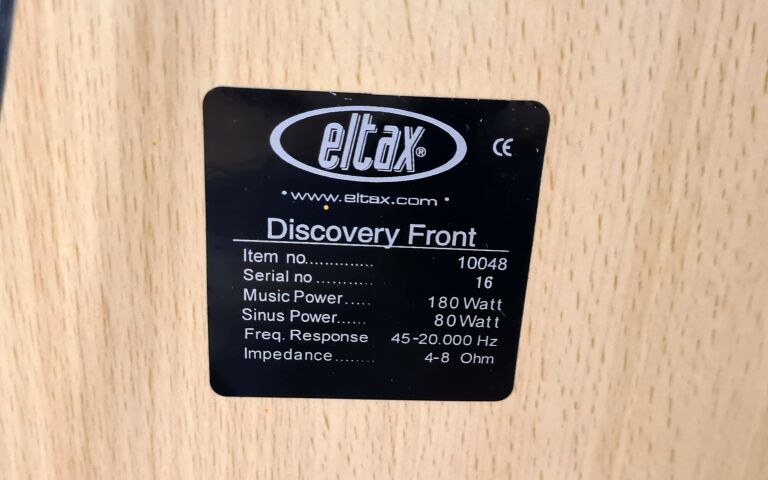 eltax®
CE
• www.eltax.com •
Discovery Front
Item no.............. 10048
Serial no ........... 16
Music Power..... 180 Watt
Sinus Power...... 80 Watt
Freq. Response 45-20.000 Hz
Impedance........ 4-8 Ohm